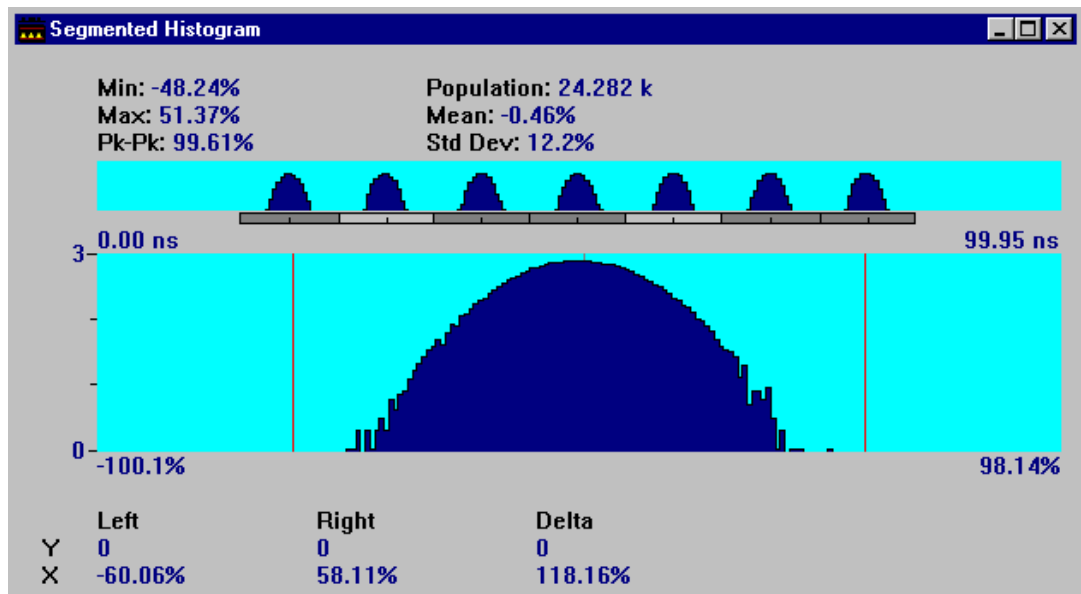 Segmented Histogram
Min: -48.24% Population: 24.282 k
Max: 51.37% Mean: -0.46%
Pk-Pk: 99.61% Std Dev: 12.2%
0.00 ns 99.95 ns
3
0
-100.1% 98.14%
Left Right Delta
Y 0 0 0
X -60.06% 58.11% 118.16%